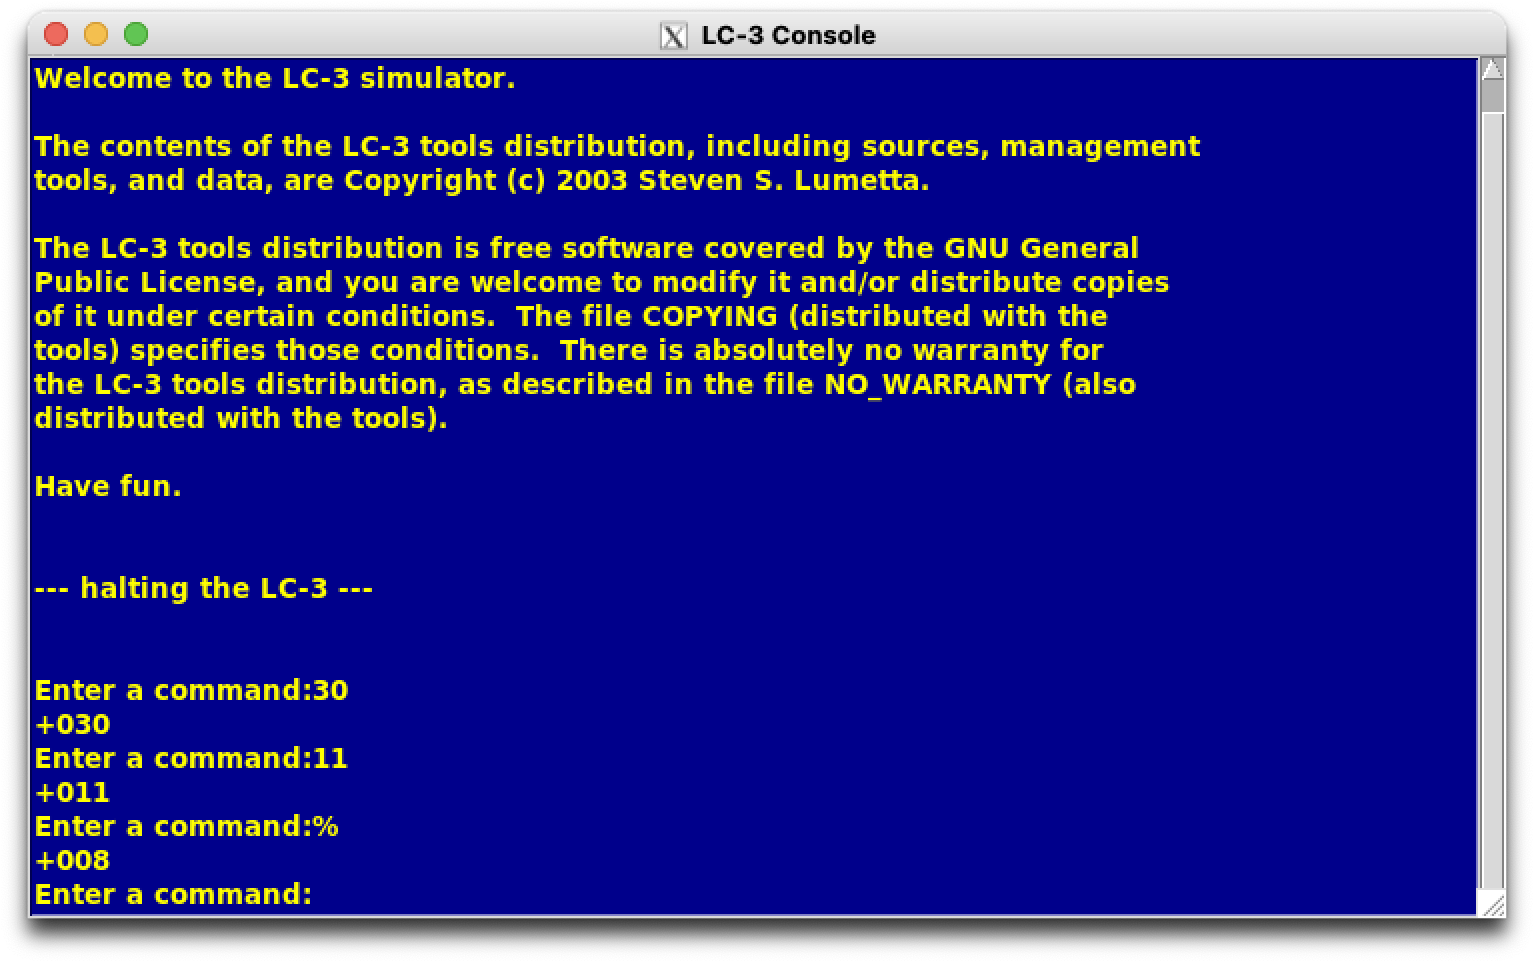 LC-3 Console
Welcome to the LC-3 simulator.
The contents of the LC-3 tools distribution, including sources, management
tools, and data, are Copyright (c) 2003 Steven S. Lumetta.
The LC-3 tools distribution is free software covered by the GNU General
Public License, and you are welcome to modify it and/or distribute copies
of it under certain conditions.  The file COPYING (distributed with the
tools) specifies those conditions.  There is absolutely no warranty for
the LC-3 tools distribution, as described in the file NO_WARRANTY (also
distributed with the tools).
Have fun.
--- halting the LC-3 ---
Enter a command:30
+030
Enter a command:11
+011
Enter a command:%
+008
Enter a command: